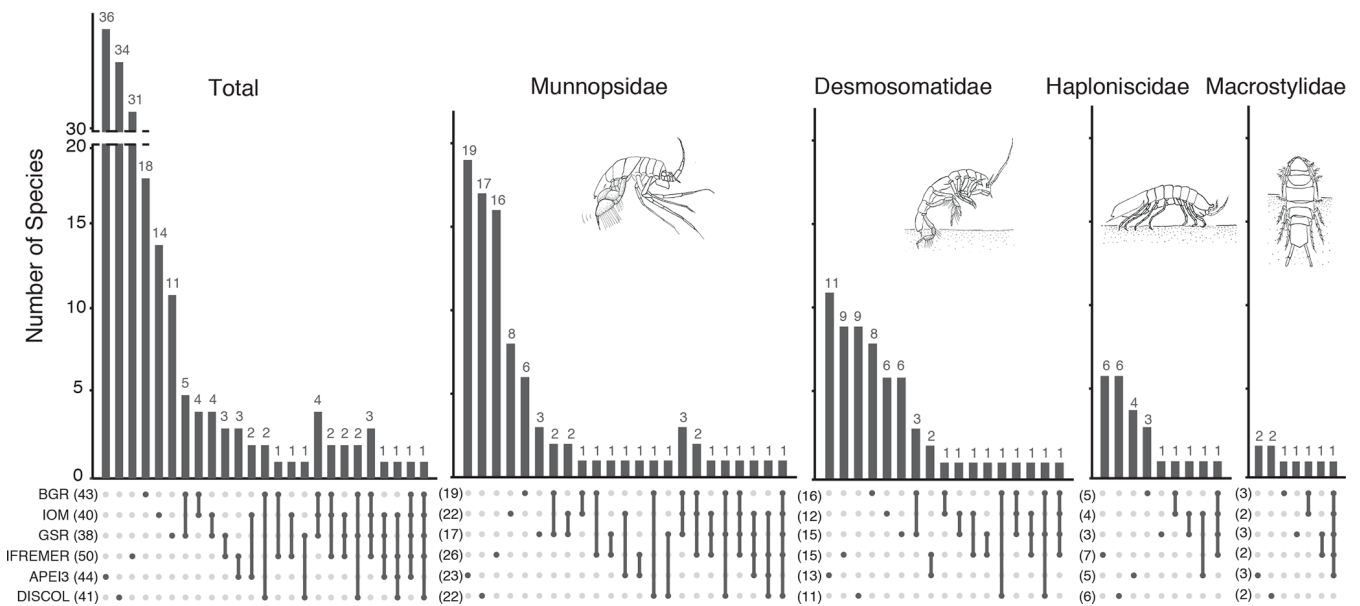 Total
Munnopsidae
Desmosomatidae
Haploniscidae
Macrostylidae
Number of Species
30
20
15
10
5
0
36 34 31 18 14 11 5 4 4 3 3 2 2 1 1 1 4 2 2 2 3 1 1 1 1
19 17 16 8 6 3 2 2 1 1 1 1 1 1 1 3 2 1 1 1 1 1 1
11 9 9 8 6 6 3 2 1 1 1 1 1 1 1 1 1
6 6 4 3 1 1 1 1 1
2 2 1 1 1 1 1
BGR (43) (19) (16) (5) (3)
IOM (40) (22) (12) (4) (2)
GSR (38) (17) (15) (3) (3)
IFREMER (50) (26) (15) (7) (2)
APEI3 (44) (23) (13) (5) (3)
DISCOL (41) (22) (11) (6) (2)